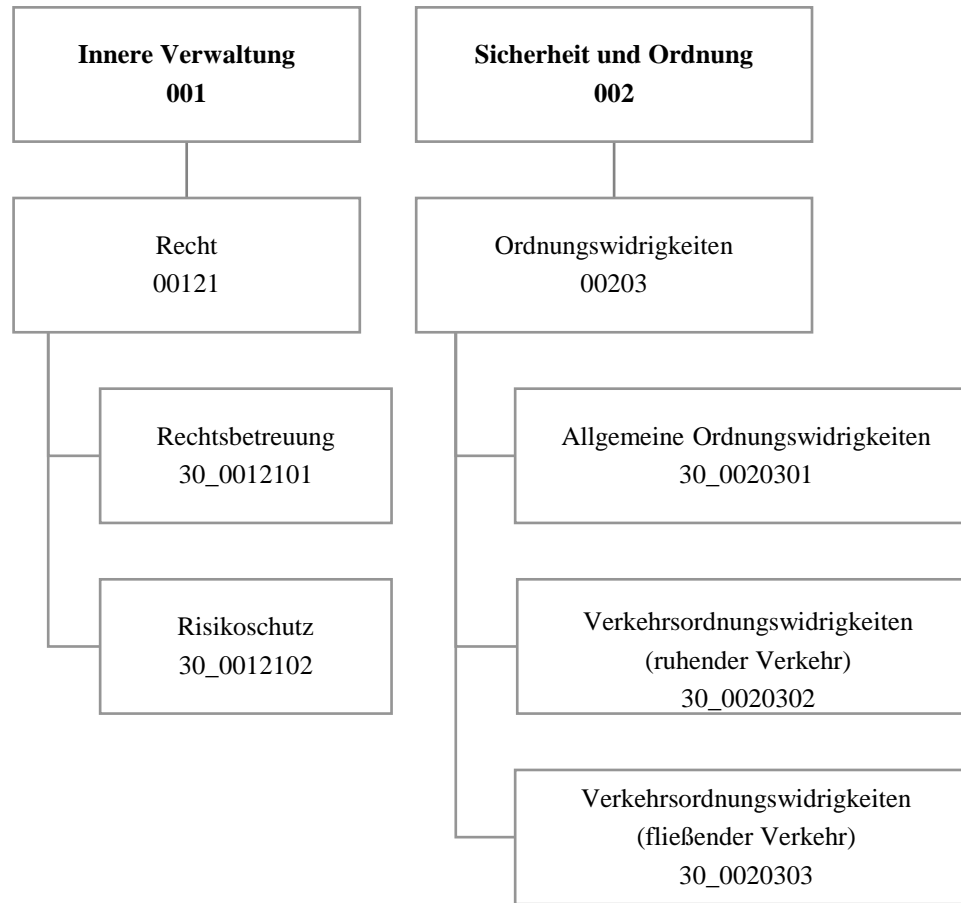 Innere Verwaltung
001
Sicherheit und Ordnung
002
Recht
00121
Ordnungswidrigkeiten
00203
Rechtsbetreuung
30_0012101
Allgemeine Ordnungswidrigkeiten
30_0020301
Risikoschutz
30_0012102
Verkehrsordnungswidrigkeiten
(ruhender Verkehr)
30_0020302
Verkehrsordnungswidrigkeiten
(fließender Verkehr)
30_0020303